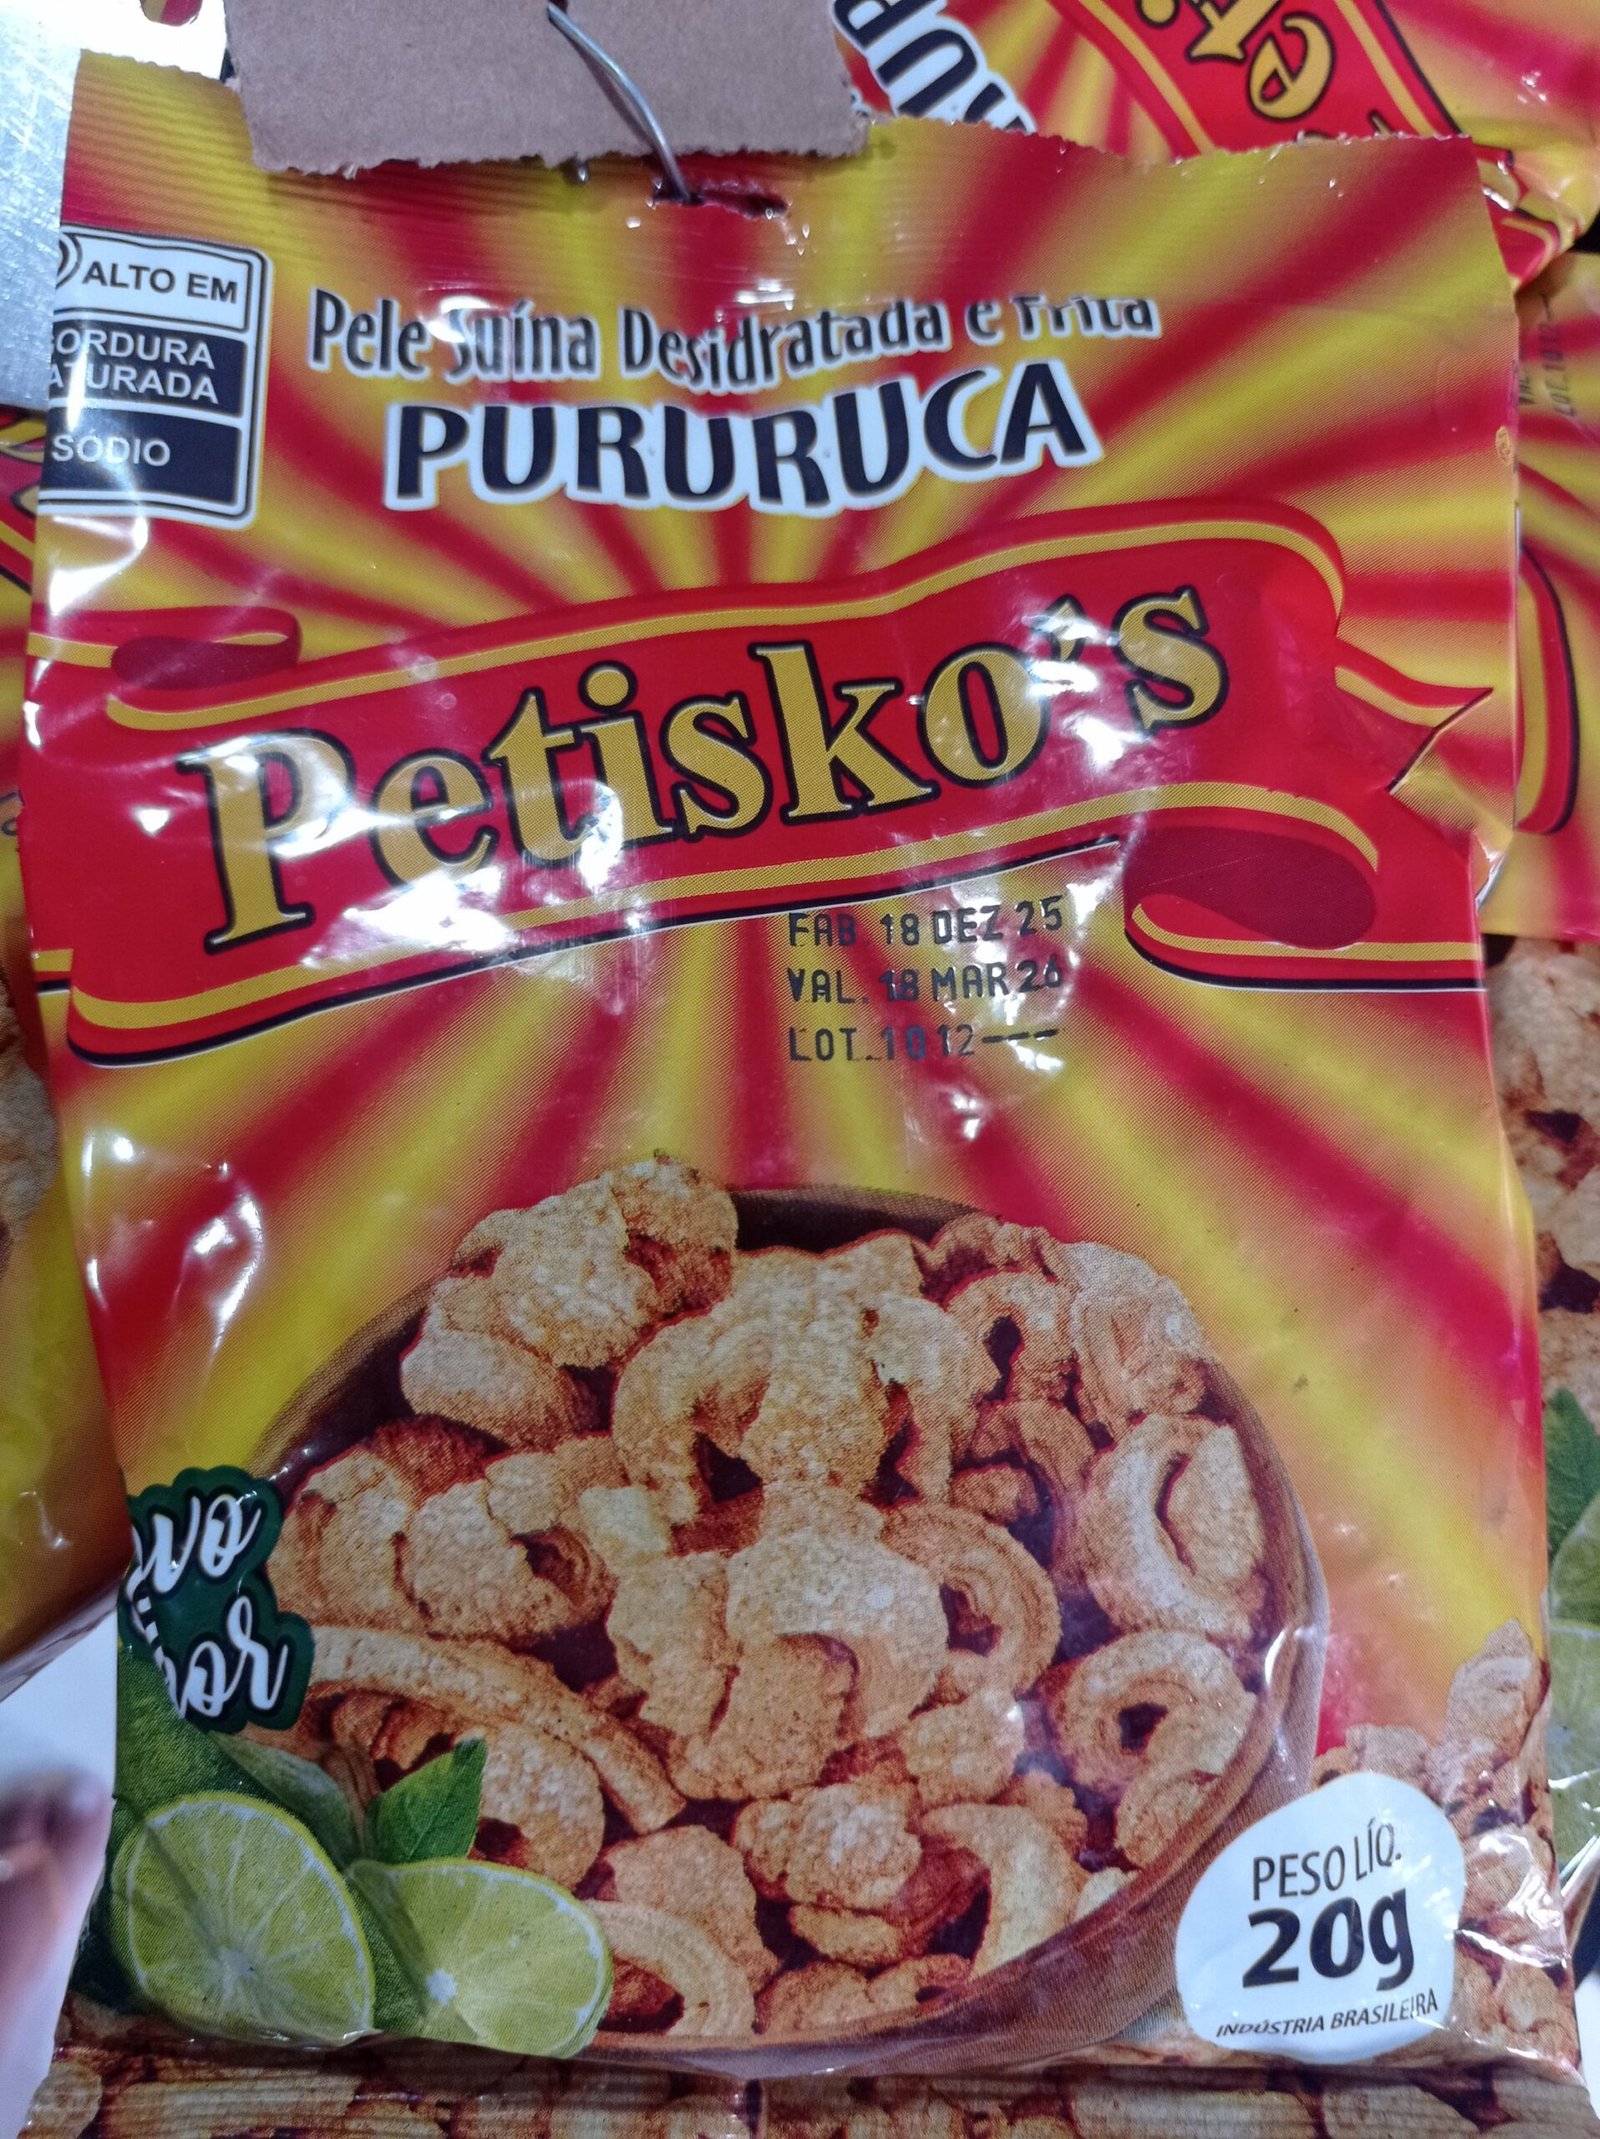 ALTO EM
GORDURA
SATURADA
SÓDIO
Pele Suína Desidratada e Frita
PURURUCA
Petisko's
FAB 18 DEZ 25
VAL. 18 MAR 26
LOT. 1012---
PESO LÍQ.
20g
INDÚSTRIA BRASILEIRA